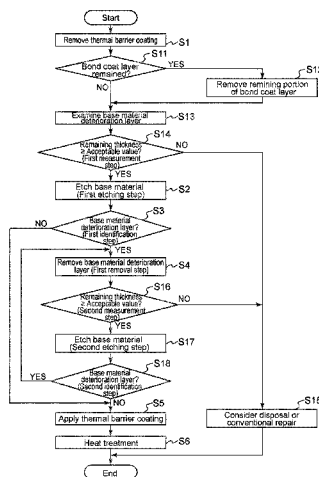 Start
S1
Remove thermal barrier coating
S11
Bond coat layer
remained?
YES
S12
NO
Remove remining portion
of bond coat layer
S13
Examine base material
deterioration layer
S14
Remaining thickness
≥ Acceptable value?
(First measurement
step)
NO
YES
S2
Etch base material
(First etching step)
S3
NO
Base material
deterioration layer?
(First identification
step)
YES
S4
Remove base material deterioration
layer (First removal step)
S16
Remaining thickness
≥ Acceptable value?
(Second measurement
step)
NO
YES
S17
Etch base material
(Second etching step)
S18
YES
Base material
deterioration layer?
(Second identification
step)
NO
S5
Apply thermal barrier coating
S15
Consider disposal or
conventional repair
S6
Heat treatment
End